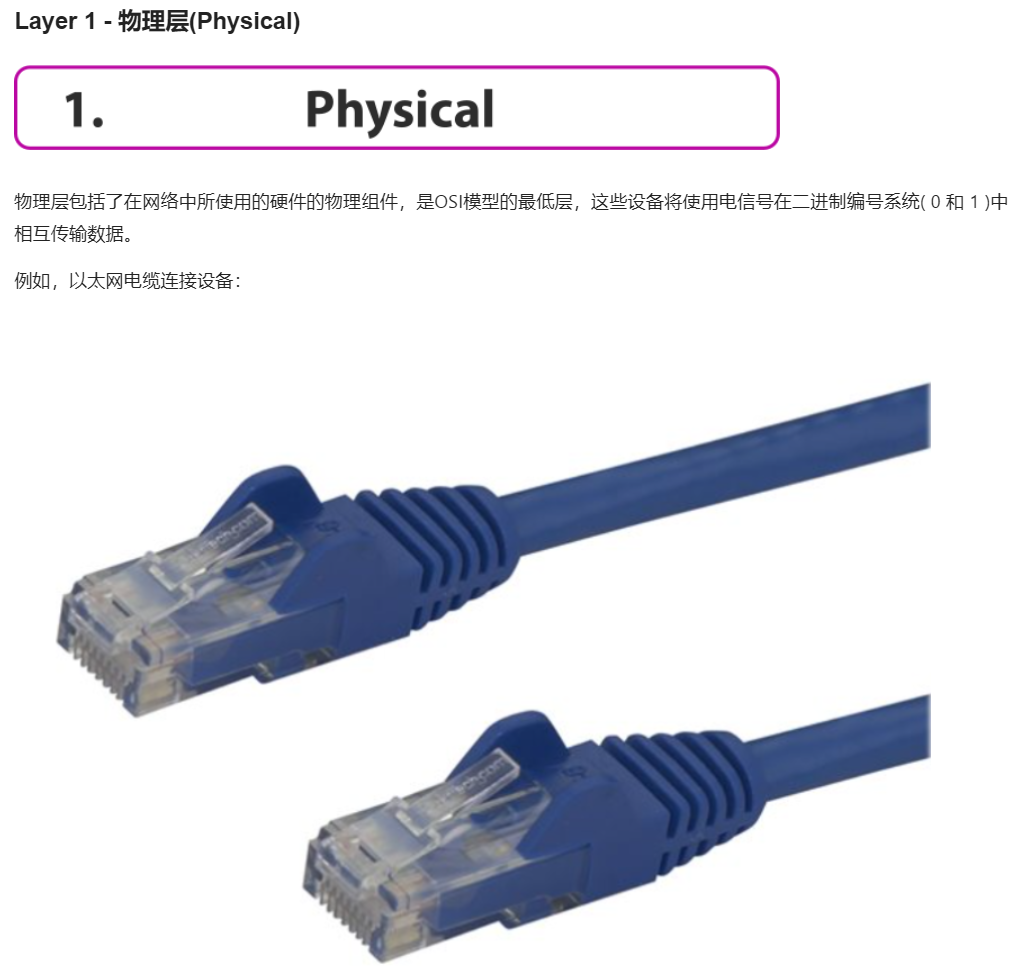 Layer 1 - 物理层(Physical)
1. Physical
物理层包括了在网络中所使用的硬件的物理组件，是OSI模型的最低层，这些设备将使用电信号在二进制编号系统( 0 和 1 )中
相互传输数据。
例如，以太网电缆连接设备：